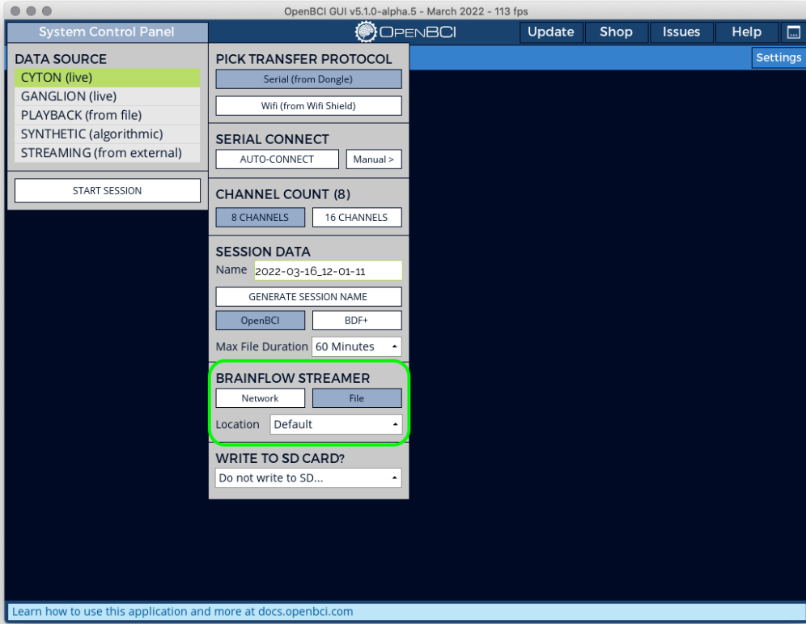 OpenBCI GUI v5.1.0-alpha.5 - March 2022 - 113 fps
System Control Panel
OPENBCI
Update
Shop
Issues
Help
Settings
DATA SOURCE
CYTON (live)
GANGLION (live)
PLAYBACK (from file)
SYNTHETIC (algorithmic)
STREAMING (from external)
START SESSION
PICK TRANSFER PROTOCOL
Serial (from Dongle)
Wifi (from Wifi Shield)
SERIAL CONNECT
AUTO-CONNECT
Manual >
CHANNEL COUNT (8)
8 CHANNELS
16 CHANNELS
SESSION DATA
Name 2022-03-16_12-01-11
GENERATE SESSION NAME
OpenBCI
BDF+
Max File Duration 60 Minutes
BRAINFLOW STREAMER
Network
File
Location Default
WRITE TO SD CARD?
Do not write to SD...
Learn how to use this application and more at docs.openbci.com